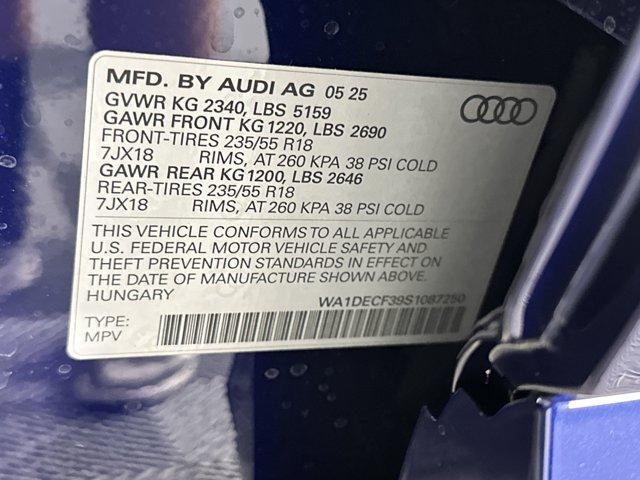 MFD. BY AUDI AG 05 25
GVWR KG 2340, LBS 5159
GAWR FRONT KG 1220, LBS 2690
FRONT-TIRES 235/55 R18
7JX18 RIMS, AT 260 KPA 38 PSI COLD
GAWR REAR KG 1200, LBS 2646
REAR-TIRES 235/55 R18
7JX18 RIMS, AT 260 KPA 38 PSI COLD
THIS VEHICLE CONFORMS TO ALL APPLICABLE
U.S. FEDERAL MOTOR VEHICLE SAFETY AND
THEFT PREVENTION STANDARDS IN EFFECT ON
THE DATE OF MANUFACTURE SHOWN ABOVE.
HUNGARY WA1DECF39S1087250
TYPE:
MPV